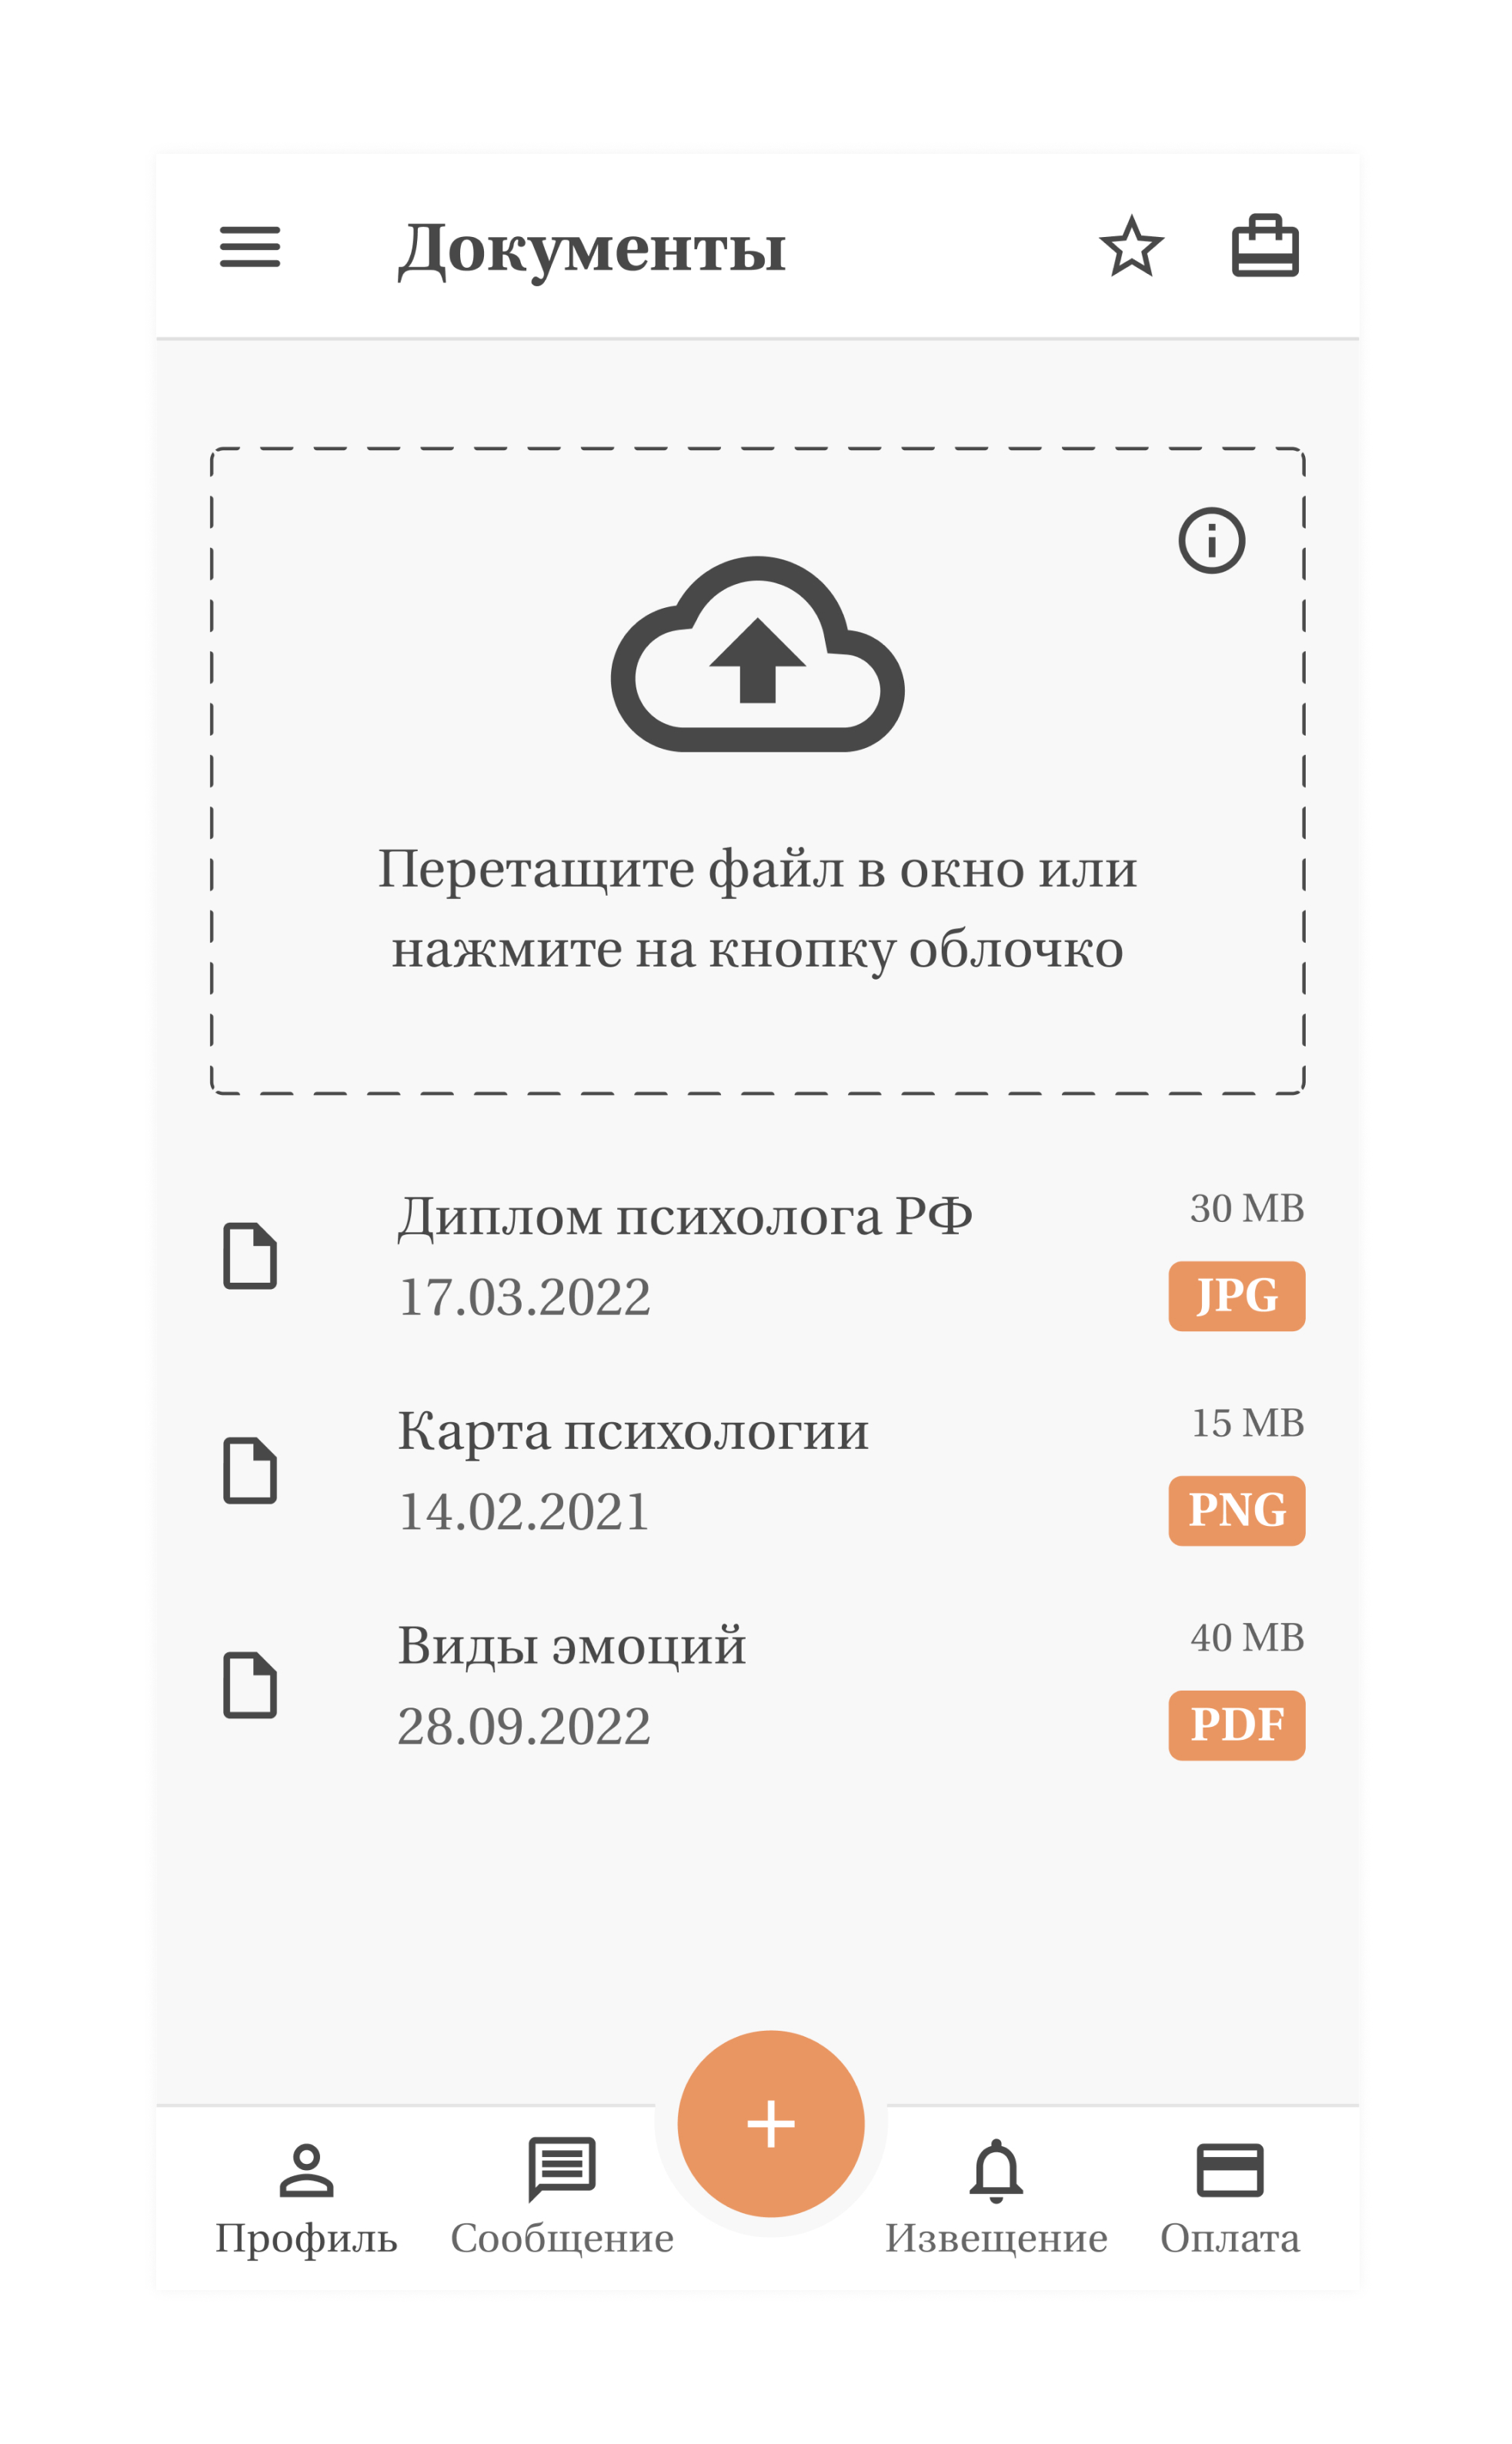 Документы
Перетащите файл в окно или
нажмите на кнопку облочко
Диплом психолога РФ
30 MB
17.03.2022
JPG
Карта психологии
15 MB
14.02.2021
PNG
Виды эмоций
40 MB
28.09.2022
PDF
+
Профиль
Сообщение
Извещение
Оплата